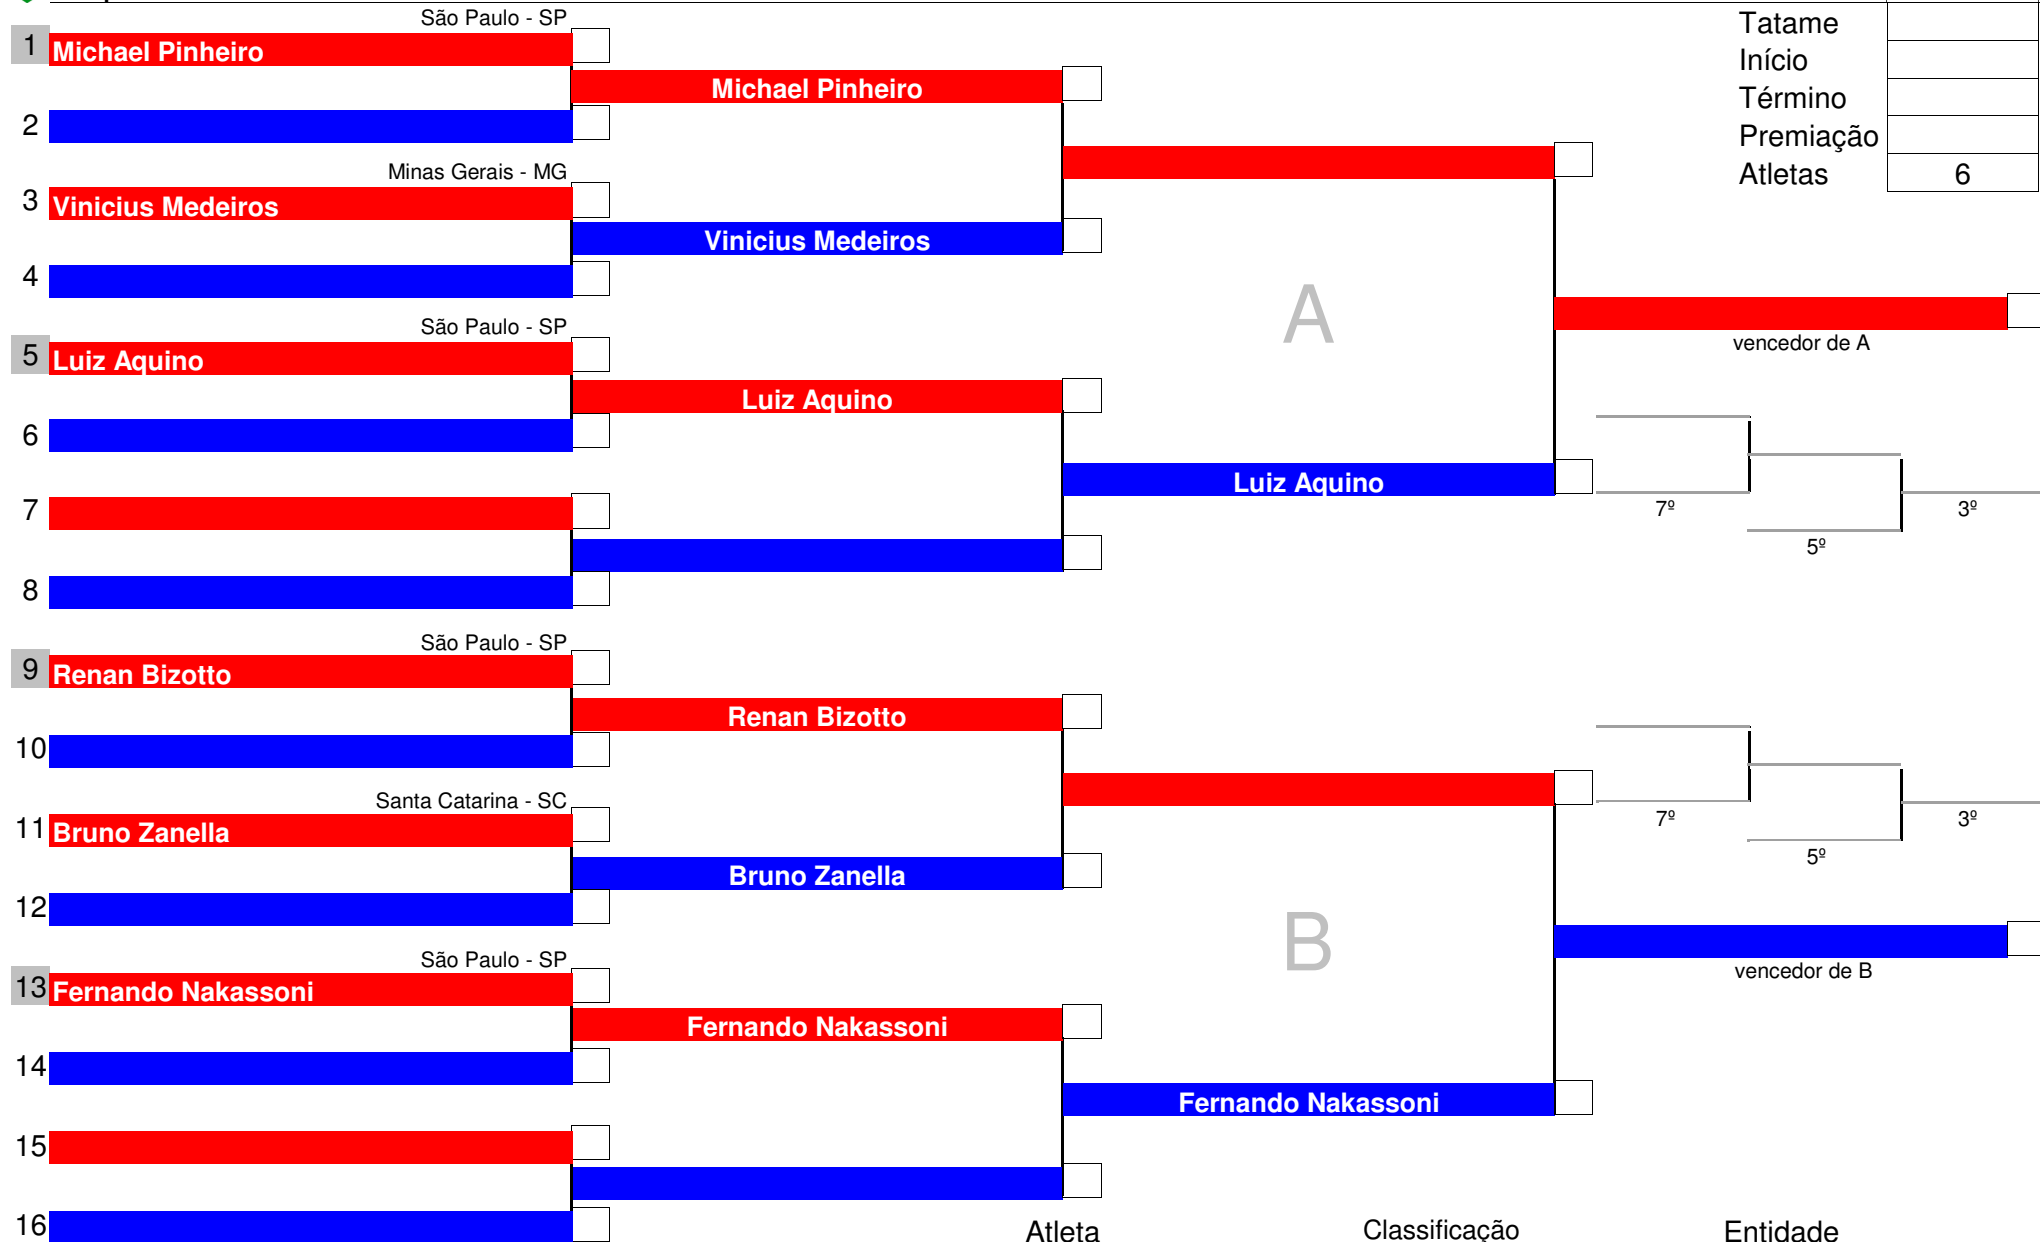 São Paulo - SP
1 Michael Pinheiro
Michael Pinheiro
2
Minas Gerais - MG
3 Vinicius Medeiros
Vinicius Medeiros
4
São Paulo - SP
5 Luiz Aquino
Luiz Aquino
6
7
8
Luiz Aquino
A
Tatame
Início
Término
Premiação
Atletas 6
vencedor de A
7º
5º
3º
São Paulo - SP
9 Renan Bizotto
Renan Bizotto
10
Santa Catarina - SC
11 Bruno Zanella
Bruno Zanella
12
São Paulo - SP
13 Fernando Nakassoni
Fernando Nakassoni
14
15
16
Fernando Nakassoni
B
7º
5º
3º
vencedor de B
Atleta Classificação Entidade